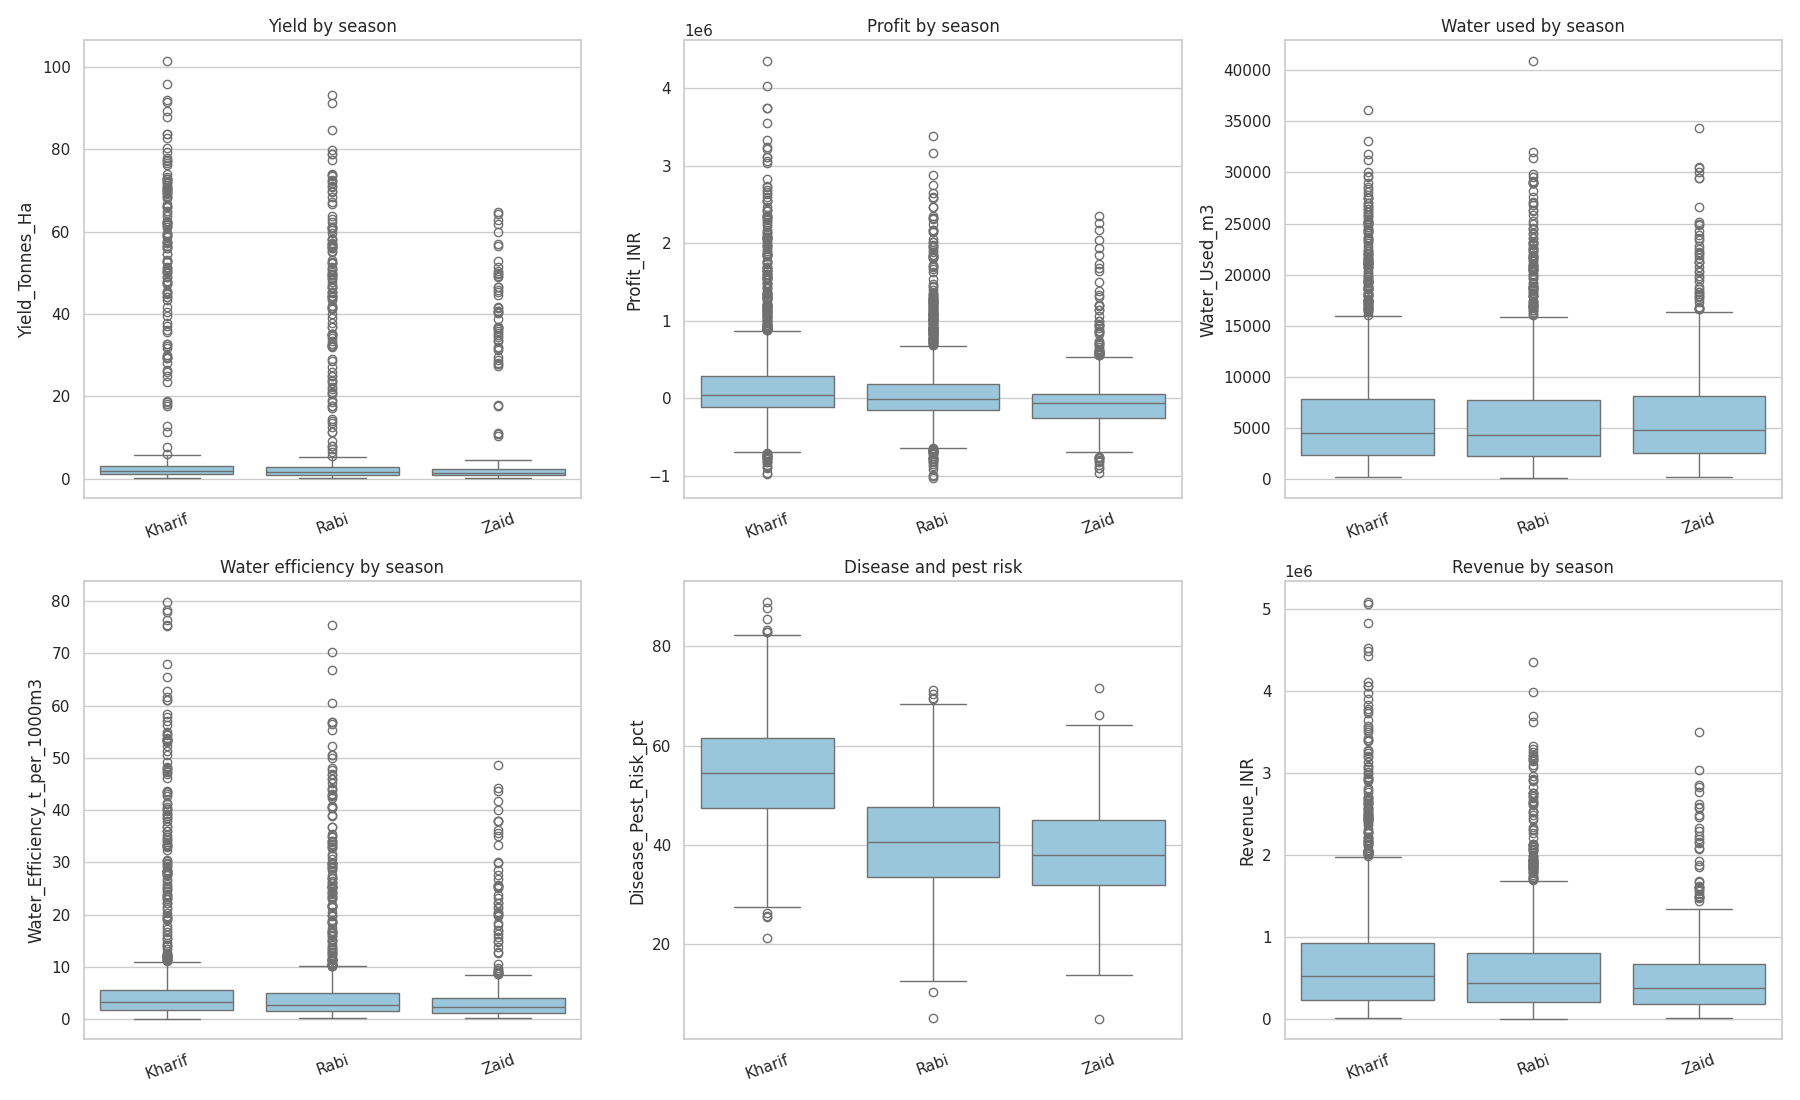 Yield by season
Yield_Tonnes_Ha
100
80
60
40
20
0
Kharif Rabi Zaid
Profit by season
1e6
Profit_INR
4
3
2
1
0
−1
Kharif Rabi Zaid
Water used by season
Water_Used_m3
40000
35000
30000
25000
20000
15000
10000
5000
0
Kharif Rabi Zaid
Water efficiency by season
Water_Efficiency_t_per_1000m3
80
70
60
50
40
30
20
10
0
Kharif Rabi Zaid
Disease and pest risk
Disease_Pest_Risk_pct
80
60
40
20
Kharif Rabi Zaid
Revenue by season
1e6
Revenue_INR
5
4
3
2
1
0
Kharif Rabi Zaid